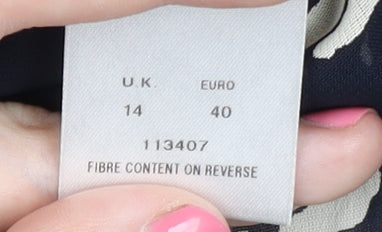 U.K. EURO
14 40
113407
FIBRE CONTENT ON REVERSE